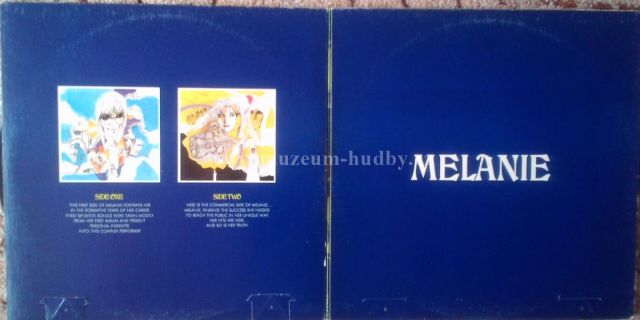 SIDE ONE
THIS FIRST SIDE OF MELANIE PORTRAYS HER
IN THE FORMATIVE YEARS OF HER CAREER.
THESE SENSITIVE SONGS WERE TAKEN MOSTLY
FROM HER FIRST ALBUM AND PRESENT
PERSONAL INSIGHTS
INTO THIS COMPLEX PERFORMER
SIDE TWO
HERE IS THE COMMERCIAL SIDE OF MELANIE...
MELANIE, FINDING THE SUCCESS SHE NEEDED
TO REACH THE PUBLIC IN HER UNIQUE WAY.
HER HITS ARE HER...
AND SO IS HER TRUTH.
uzeum-hudby.
MELANIE